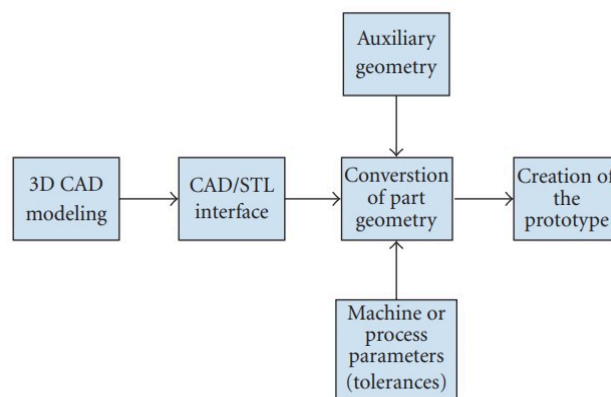 Auxiliary
geometry
3D CAD
modeling
CAD/STL
interface
Converstion
of part
geometry
Creation of
the
prototype
Machine or
process
parameters
(tolerances)